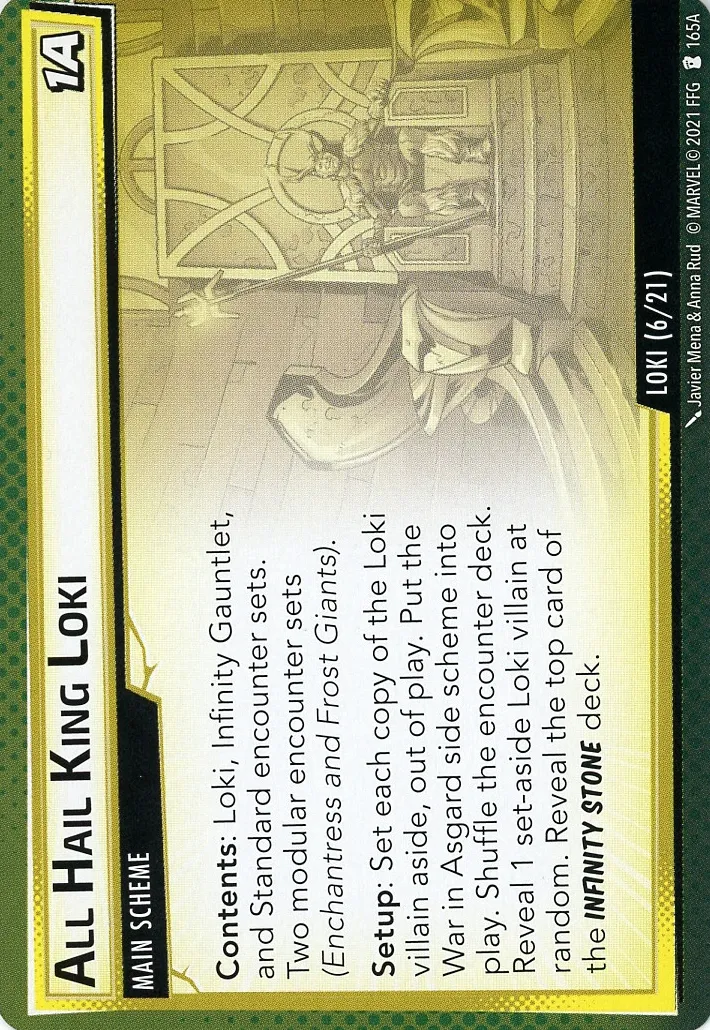 ALL HAIL KING LOKI
1A
MAIN SCHEME
Contents: Loki, Infinity Gauntlet,
and Standard encounter sets.
Two modular encounter sets
(Enchantress and Frost Giants).
Setup: Set each copy of the Loki
villain aside, out of play. Put the
War in Asgard side scheme into
play. Shuffle the encounter deck.
Reveal 1 set-aside Loki villain at
random. Reveal the top card of
the INFINITY STONE deck.
LOKI (6/21)
Javier Mena & Anna Rud © MARVEL © 2021 FFG 165A